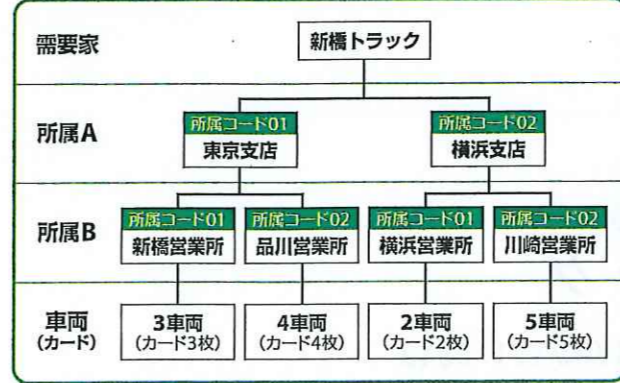 需要家
新橋トラック
所属A
所属コード01
東京支店
所属コード02
横浜支店
所属B
所属コード01
新橋営業所
所属コード02
品川営業所
所属コード01
横浜営業所
所属コード02
川崎営業所
車両
(カード)
3車両
(カード3枚)
4車両
(カード4枚)
2車両
(カード2枚)
5車両
(カード5枚)